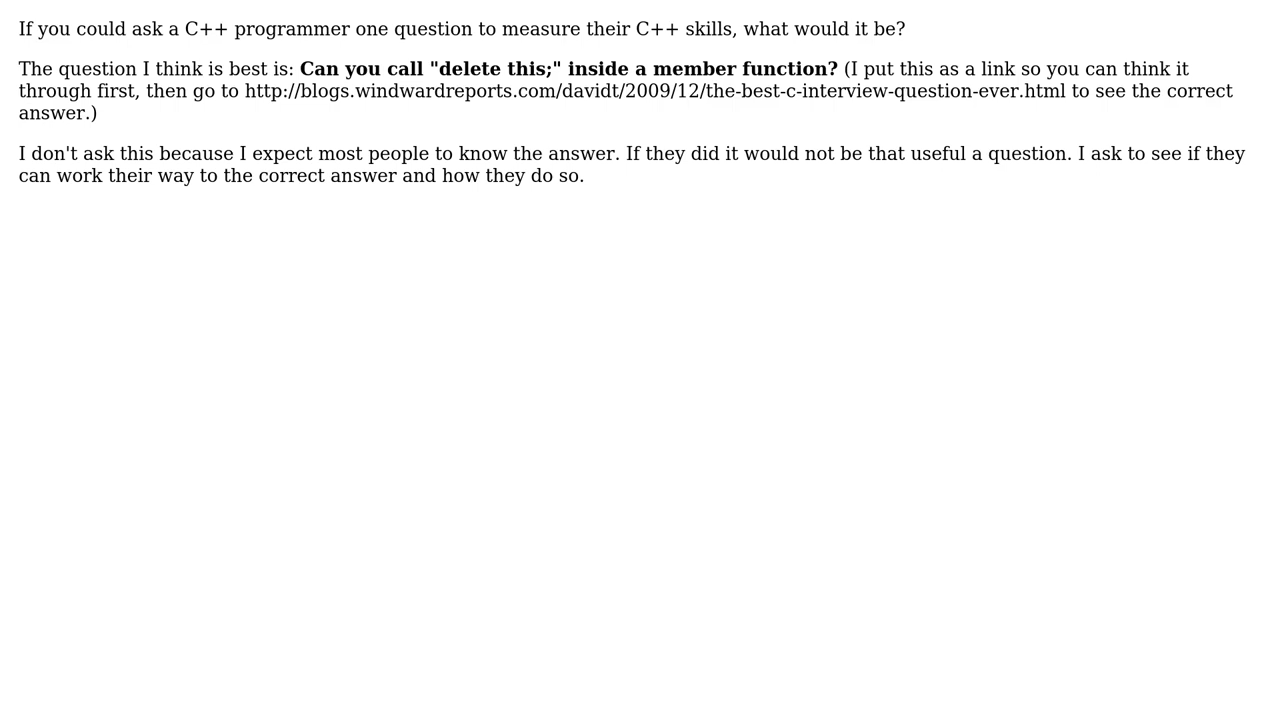 If you could ask a C++ programmer one question to measure their C++ skills, what would it be?
The question I think is best is: Can you call "delete this;" inside a member function? (I put this as a link so you can think it
through first, then go to http://blogs.windwardreports.com/davidt/2009/12/the-best-c-interview-question-ever.html to see the correct
answer.)
I don't ask this because I expect most people to know the answer. If they did it would not be that useful a question. I ask to see if they
can work their way to the correct answer and how they do so.